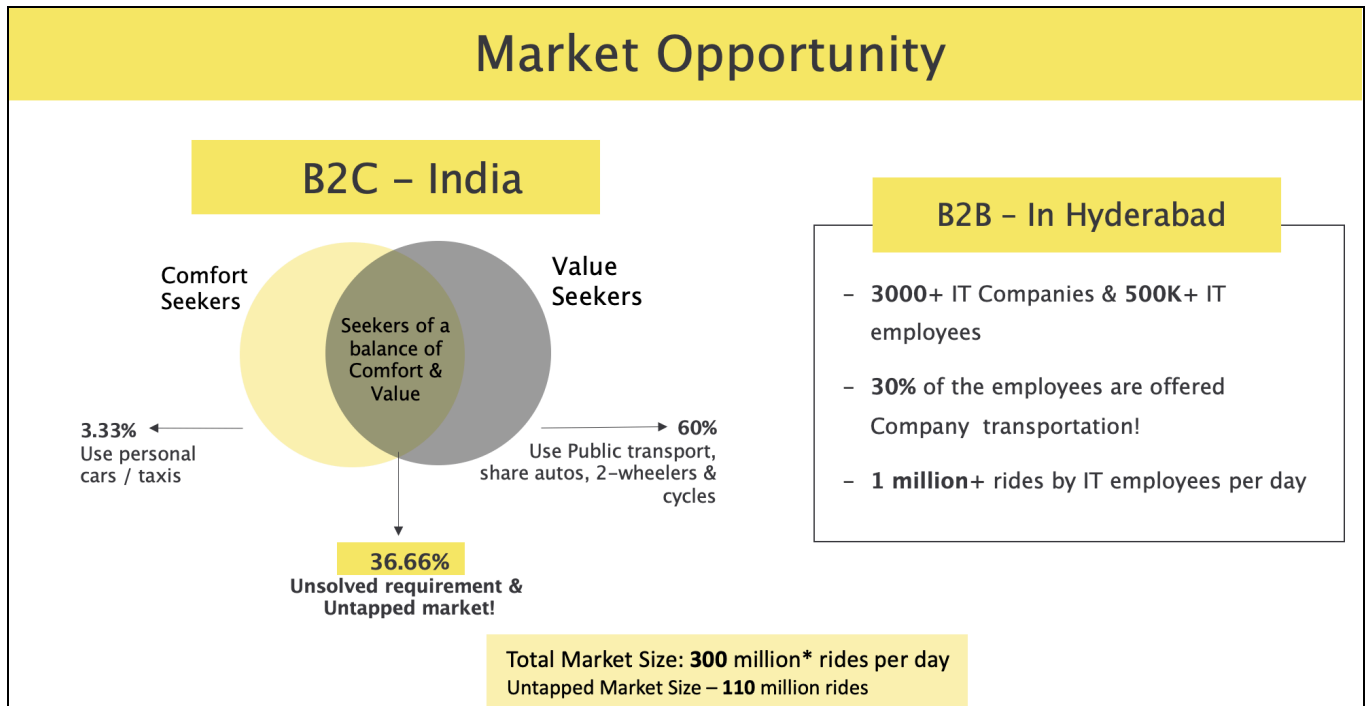 Market Opportunity
B2C – India
Comfort
Seekers
Value
Seekers
Seekers of a
balance of
Comfort &
Value
3.33%
Use personal
cars / taxis
60%
Use Public transport,
share autos, 2-wheelers &
cycles
36.66%
Unsolved requirement &
Untapped market!
B2B – In Hyderabad
– 3000+ IT Companies & 500K+ IT
employees
– 30% of the employees are offered
Company transportation!
– 1 million+ rides by IT employees per day
Total Market Size: 300 million* rides per day
Untapped Market Size – 110 million rides